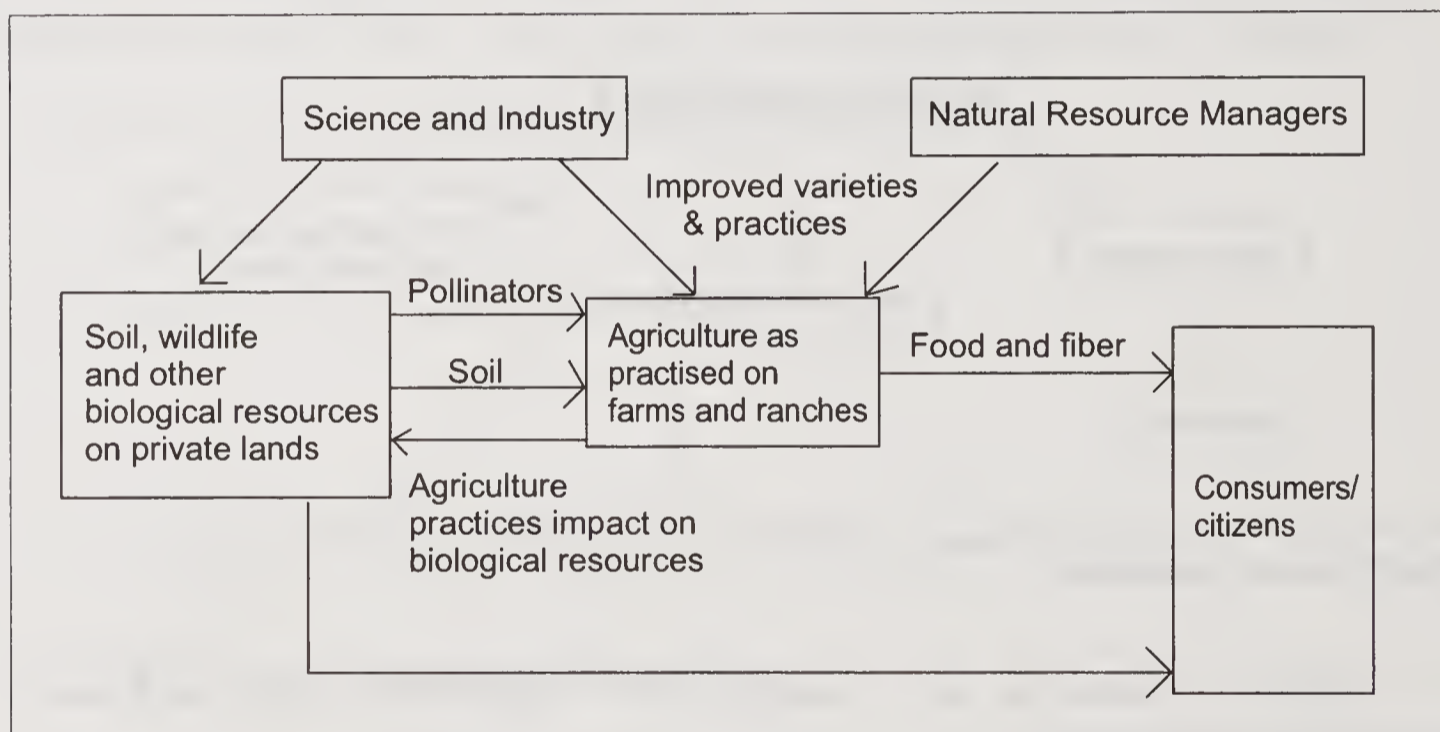 Science and Industry
Natural Resource Managers
Improved varieties
& practices
Pollinators
Soil, wildlife
and other
biological resources
on private lands
Soil
Agriculture as
practised on
farms and ranches
Food and fiber
Agriculture
practices impact on
biological resources
Consumers/
citizens